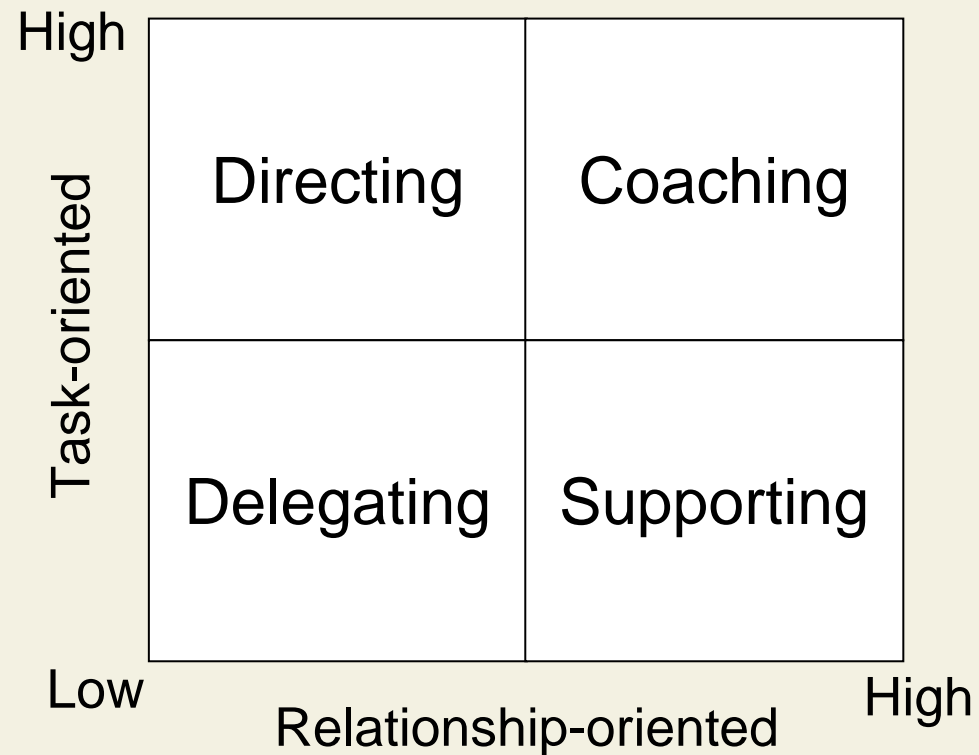 High
Directing Coaching
Task-oriented
Delegating Supporting
Low
High
Relationship-oriented